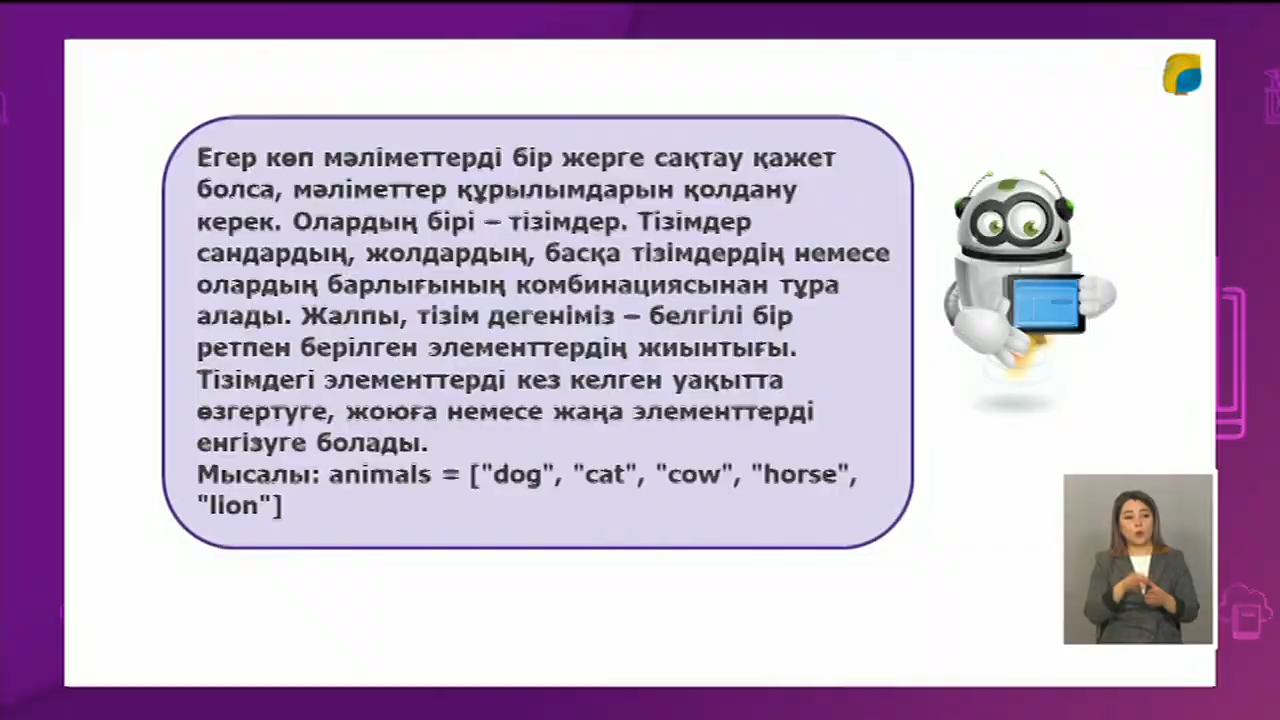 Егер көп мәліметтерді бір жерге сақтау қажет
болса, мәліметтер құрылымдарын қолдану
керек. Олардың бірі – тізімдер. Тізімдер
сандардың, жолдардың, басқа тізімдердің немесе
олардың барлығының комбинациясынан тұра
алады. Жалпы, тізім дегеніміз – белгілі бір
ретпен берілген элементтердің жиынтығы.
Тізімдегі элементтерді кез келген уақытта
өзгертуге, жоюға немесе жаңа элементтерді
енгізуге болады.
Мысалы: animals = ["dog", "cat", "cow", "horse",
"lion"]